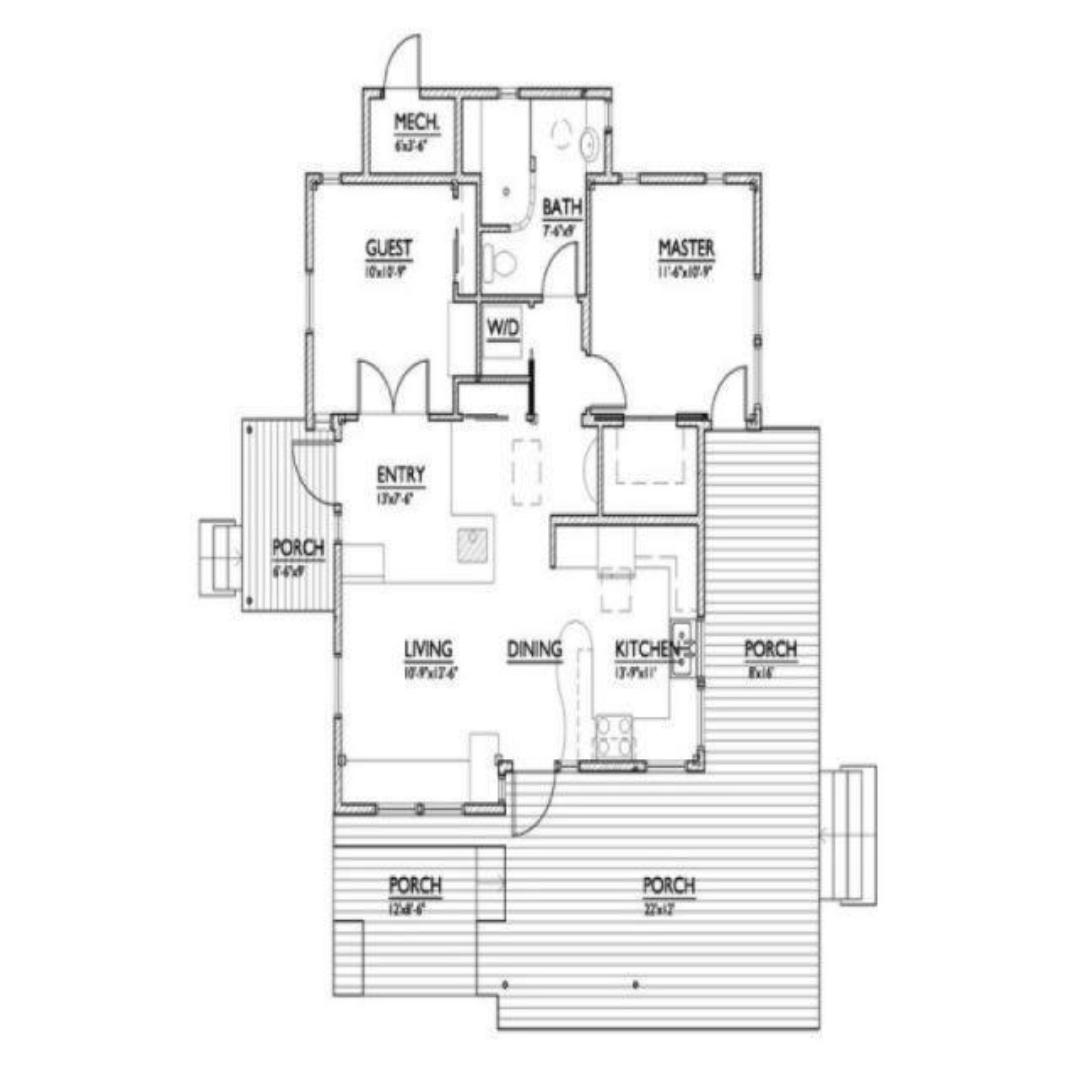 MECH.
6'x3'-6"
BATH
7'-6"x9'
GUEST
10'x10'-9"
MASTER
11'-6"x10'-9"
W/D
ENTRY
13'x7'-6"
PORCH
6'-6"x9'
LIVING
10'-9"x13'-6"
DINING
KITCHEN
13'-9"x11'
PORCH
8'x16'
PORCH
12'x8'-6"
PORCH
22'x12'